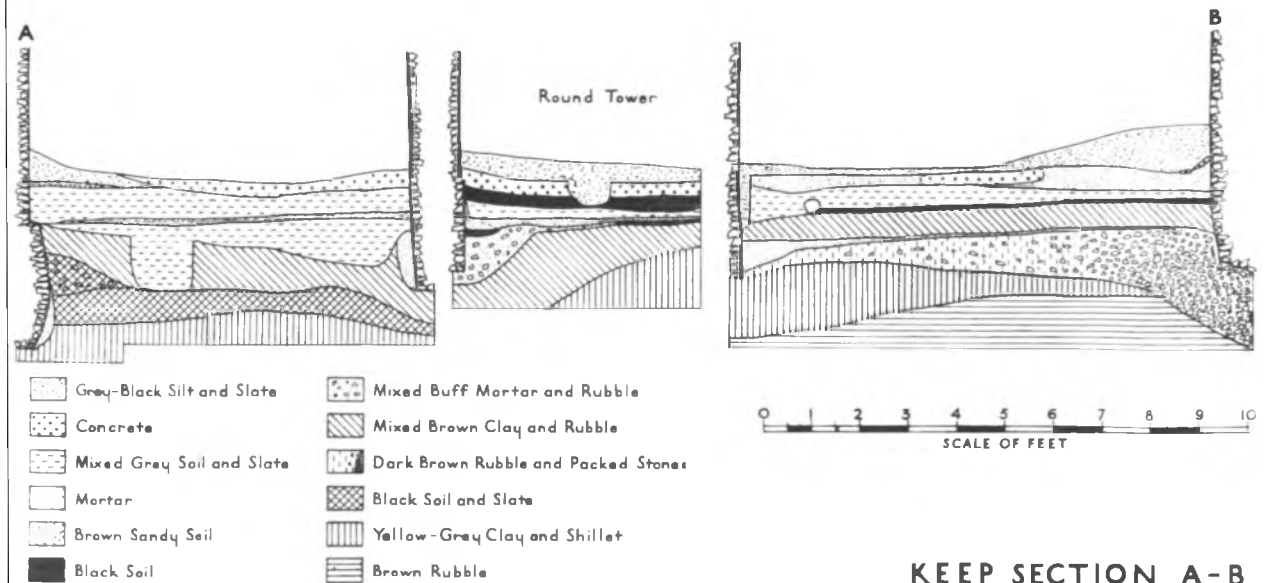 A
B
Round Tower
Grey-Black Silt and Slate
Concrete
Mixed Grey Soil and Slate
Mortar
Brown Sandy Soil
Black Soil
Mixed Buff Mortar and Rubble
Mixed Brown Clay and Rubble
Dark Brown Rubble and Packed Stones
Black Soil and Slate
Yellow-Grey Clay and Shillet
Brown Rubble
0 1 2 3 4 5 6 7 8 9 10
SCALE OF FEET
KEEP SECTION A-B